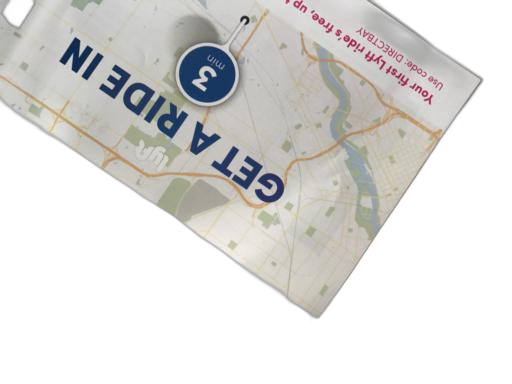 GET A RIDE IN
3
min
lyft
Your first Lyft ride's free, up
Use code: DIRECTBAY